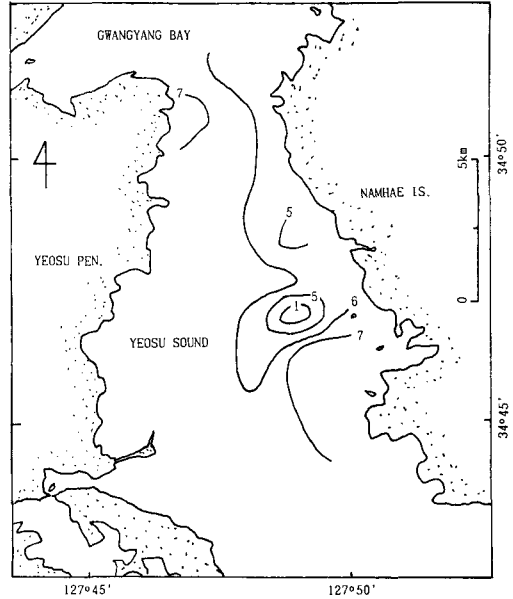 GWANGYANG BAY
7
5km
34°50'
NAMHAE IS.
5
YEOSU PEN.
5
6
1
0
YEOSU SOUND
7
34°45'
127°45'
127°50'